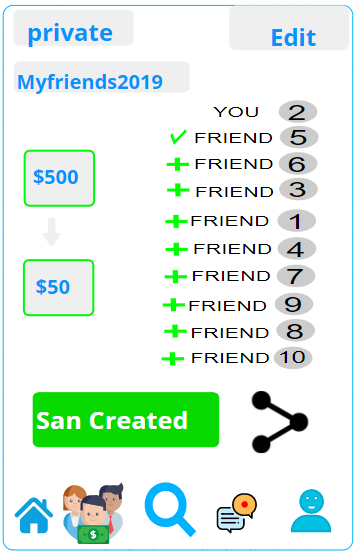 private
Edit
Myfriends2019
YOU 2
FRIEND 5
FRIEND 6
FRIEND 3
$500
FRIEND 1
FRIEND 4
FRIEND 7
$50
FRIEND 9
FRIEND 8
FRIEND 10
San Created
$